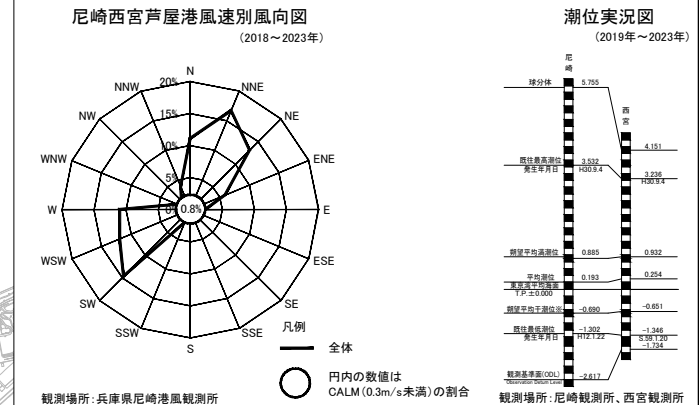 尼崎西宮芦屋港風速別風向図
(2018～2023年)
N
NNE
NE
ENE
E
ESE
SE
SSE
S
SSW
SW
WSW
W
WNW
NW
NNW
20%
15%
10%
5%
0%
0.8%
凡例
全体
円内の数値は
CALM(0.3m/s未満)の割合
観測場所:兵庫県尼崎港風観測所
潮位実況図
(2019年～2023年)
尼崎
西宮
球分体 5.755
4.151
既往最高潮位 3.532
発生年月日 H30.9.4
3.236
H30.9.4
朔望平均満潮位 0.885 0.932
平均潮位 0.193 0.254
東京湾平均海面
T.P.±0.000
朔望平均干潮位※ -0.690 -0.651
既往最低潮位 -1.302
発生年月日 H12.1.22
-1.346
S.59.1.20
-1.734
観測基準面(ODL) -2.617
Observation Datum Level
観測場所:尼崎観測所、西宮観測所